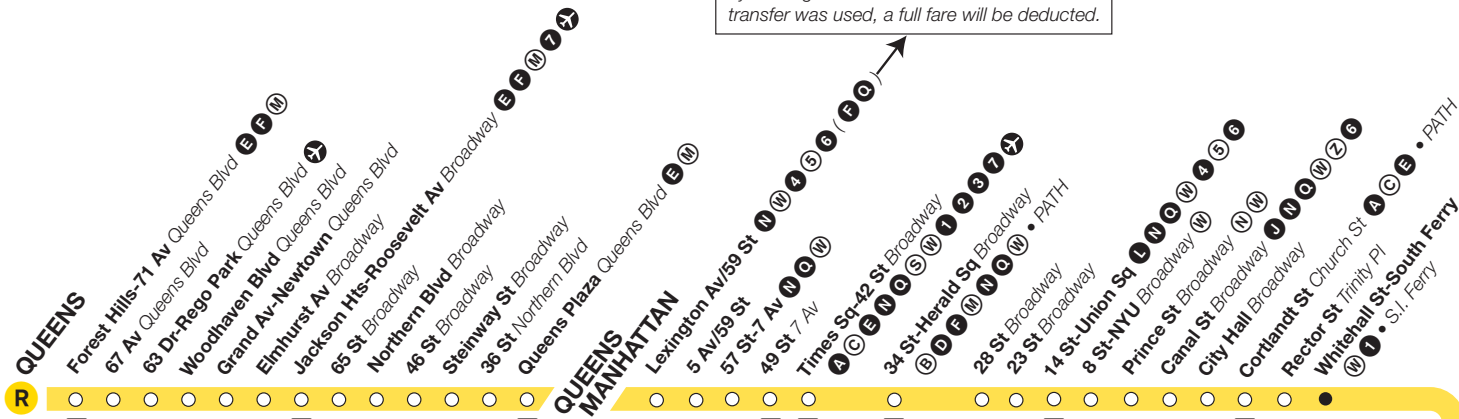 transfer was used, a full fare will be deducted.
QUEENS
Forest Hills-71 Av Queens Blvd E F M
67 Av Queens Blvd
63 Dr-Rego Park Queens Blvd
Woodhaven Blvd Queens Blvd
Grand Av-Newtown Queens Blvd
Elmhurst Av Broadway
Jackson Hts-Roosevelt Av Broadway E F M 7
65 St Broadway
Northern Blvd Broadway
46 St Broadway
Steinway St Broadway
36 St Northern Blvd
Queens Plaza Queens Blvd E M
QUEENS
MANHATTAN
Lexington Av/59 St N W 4 5 6 (F Q)
5 Av/59 St
57 St-7 Av N Q W
49 St 7 Av
Times Sq-42 St Broadway
A C E N Q S W 1 2 3 7
34 St-Herald Sq Broadway
B D F M N Q W • PATH
28 St Broadway
23 St Broadway
14 St-Union Sq L N Q W 4 5 6
8 St-NYU Broadway W
Prince St Broadway N W
Canal St Broadway J N Q W Z 6
City Hall Broadway
Cortlandt St Church St A C E • PATH
Rector St Trinity Pl
Whitehall St-South Ferry
W 1 • S.I. Ferry
R